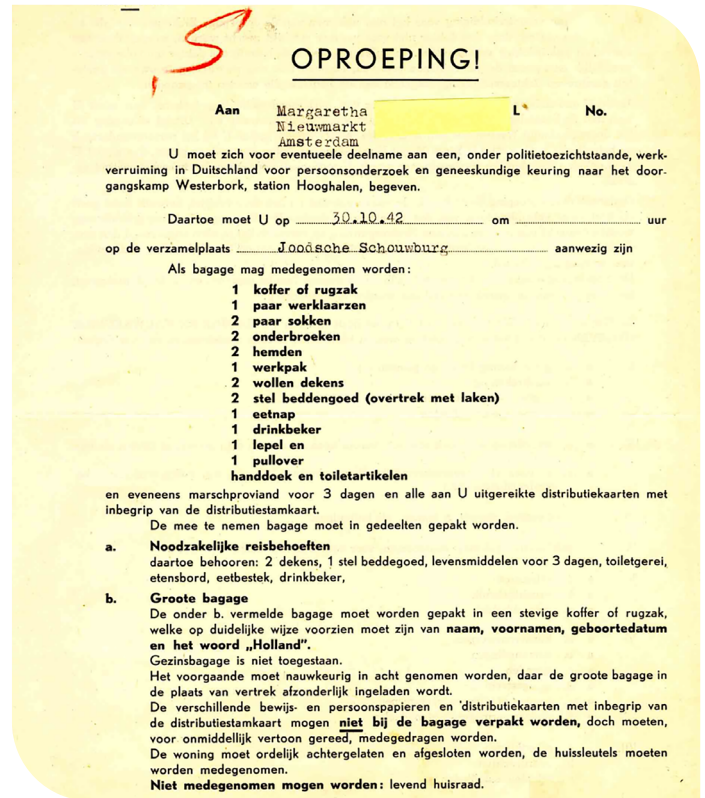 OPROEPING!
Aan Margaretha L No.
Nieuwmarkt
Amsterdam
U moet zich voor eventueele deelname aan een, onder politietoezichtstaande, werk-
verruiming in Duitschland voor persoonsonderzoek en geneeskundige keuring naar het door-
gangskamp Westerbork, station Hooghalen, begeven.
Daartoe moet U op 30.10.42 om uur
op de verzamelplaats Joodsche Schouwburg aanwezig zijn
Als bagage mag medegenomen worden:
1 koffer of rugzak
1 paar werklaarzen
2 paar sokken
2 onderbroeken
2 hemden
1 werkpak
2 wollen dekens
2 stel beddengoed (overtrek met laken)
1 eetnap
1 drinkbeker
1 lepel en
1 pullover
handdoek en toiletartikelen
en eveneens marschproviand voor 3 dagen en alle aan U uitgereikte distributiekaarten met
inbegrip van de distributiestamkaart.
De mee te nemen bagage moet in gedeelten gepakt worden.
a. Noodzakelijke reisbehoeften
daartoe behooren: 2 dekens, 1 stel beddegoed, levensmiddelen voor 3 dagen, toiletgerei,
etensbord, eetbestek, drinkbeker,
b. Groote bagage
De onder b. vermelde bagage moet worden gepakt in een stevige koffer of rugzak,
welke op duidelijke wijze voorzien moet zijn van naam, voornamen, geboortedatum
en het woord „Holland".
Gezinsbagage is niet toegestaan.
Het voorgaande moet nauwkeurig in acht genomen worden, daar de groote bagage in
de plaats van vertrek afzonderlijk ingeladen wordt.
De verschillende bewijs- en persoonspapieren en distributiekaarten met inbegrip van
de distributiestamkaart mogen niet bij de bagage verpakt worden, doch moeten,
voor onmiddellijk vertoon gereed, medegedragen worden.
De woning moet ordelijk achtergelaten en afgesloten worden, de huissleutels moeten
worden medegenomen.
Niet medegenomen mogen worden: levend huisraad.